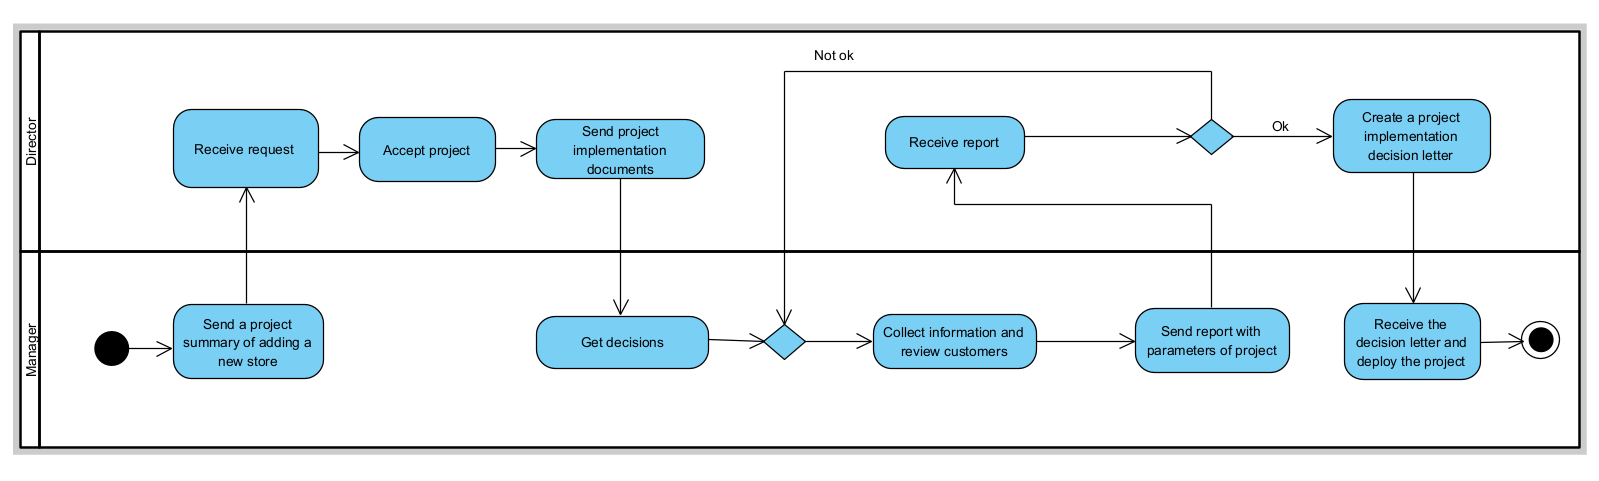 Not ok
Director
Receive request
Accept project
Send project
implementation
documents
Receive report
Ok
Create a project
implementation
decision letter
Manager
Send a project
summary of adding a
new store
Get decisions
Collect information and
review customers
Send report with
parameters of project
Receive the
decision letter and
deploy the project